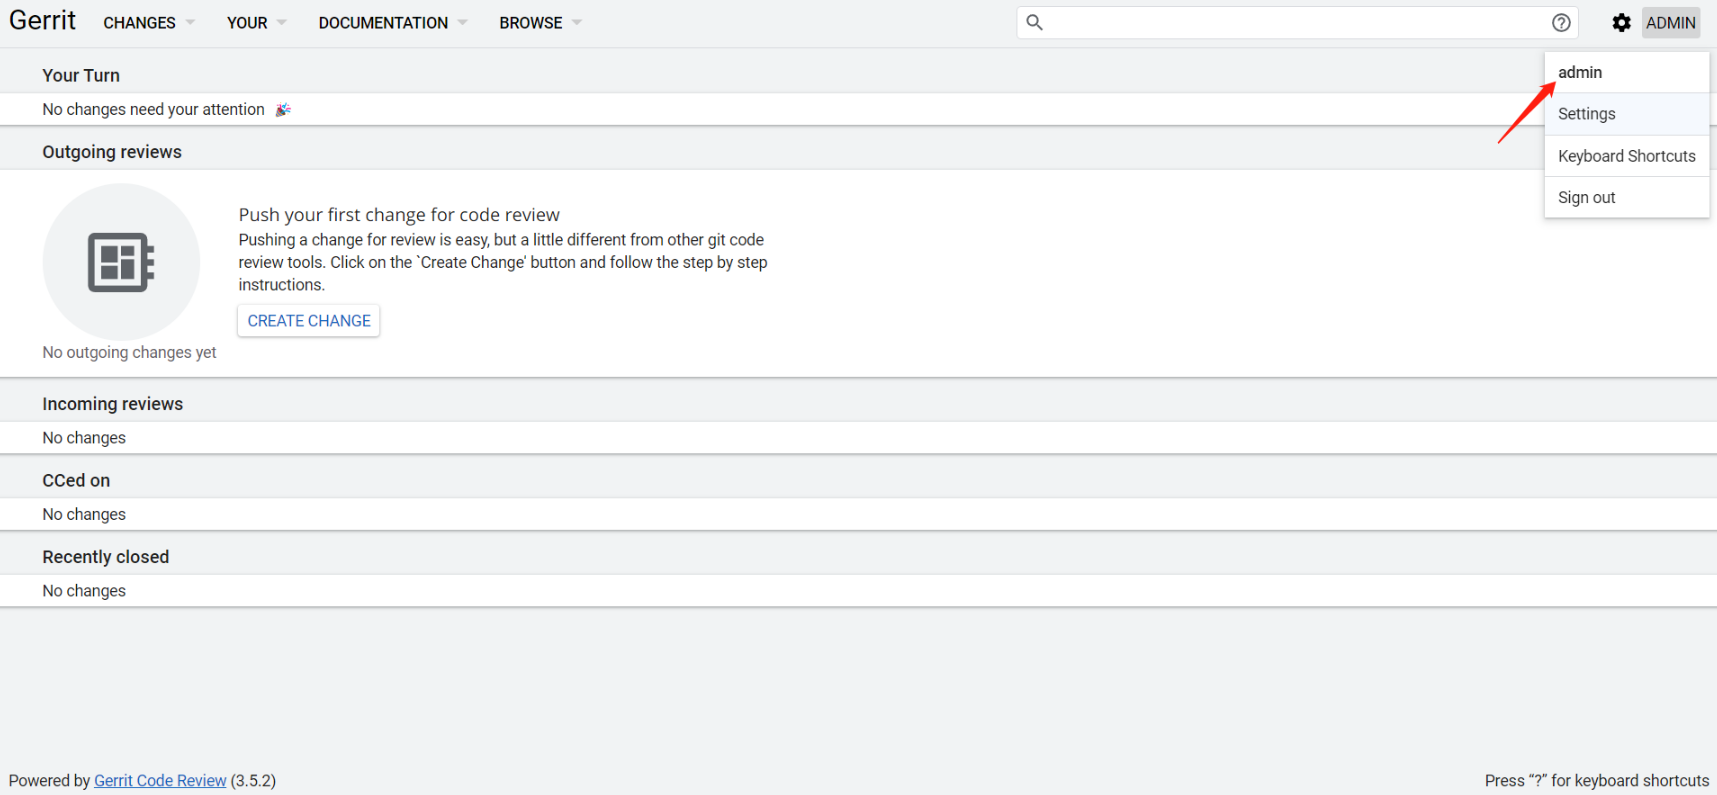 Gerrit CHANGES YOUR DOCUMENTATION BROWSE ADMIN
admin
Settings
Keyboard Shortcuts
Sign out
Your Turn
No changes need your attention 🎉
Outgoing reviews
Push your first change for code review
Pushing a change for review is easy, but a little different from other git code
review tools. Click on the `Create Change' button and follow the step by step
instructions.
CREATE CHANGE
No outgoing changes yet
Incoming reviews
No changes
CCed on
No changes
Recently closed
No changes
Powered by Gerrit Code Review (3.5.2)
Press “?” for keyboard shortcuts